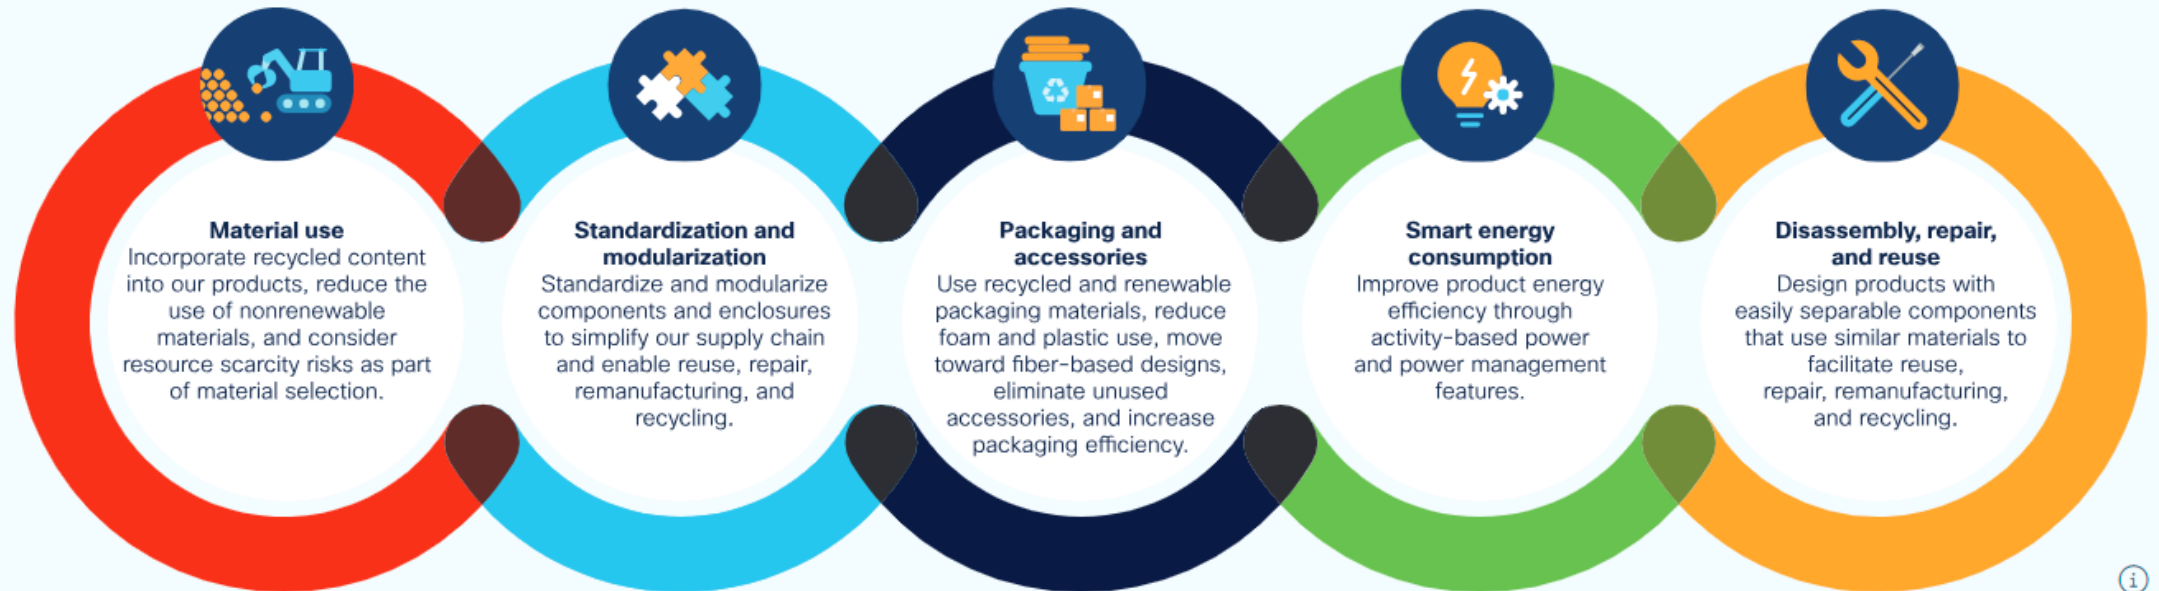 Material use
Incorporate recycled content
into our products, reduce the
use of nonrenewable
materials, and consider
resource scarcity risks as part
of material selection.
Standardization and
modularization
Standardize and modularize
components and enclosures
to simplify our supply chain
and enable reuse, repair,
remanufacturing, and
recycling.
Packaging and
accessories
Use recycled and renewable
packaging materials, reduce
foam and plastic use, move
toward fiber-based designs,
eliminate unused
accessories, and increase
packaging efficiency.
Smart energy
consumption
Improve product energy
efficiency through
activity-based power
and power management
features.
Disassembly, repair,
and reuse
Design products with
easily separable components
that use similar materials to
facilitate reuse,
repair, remanufacturing,
and recycling.
i